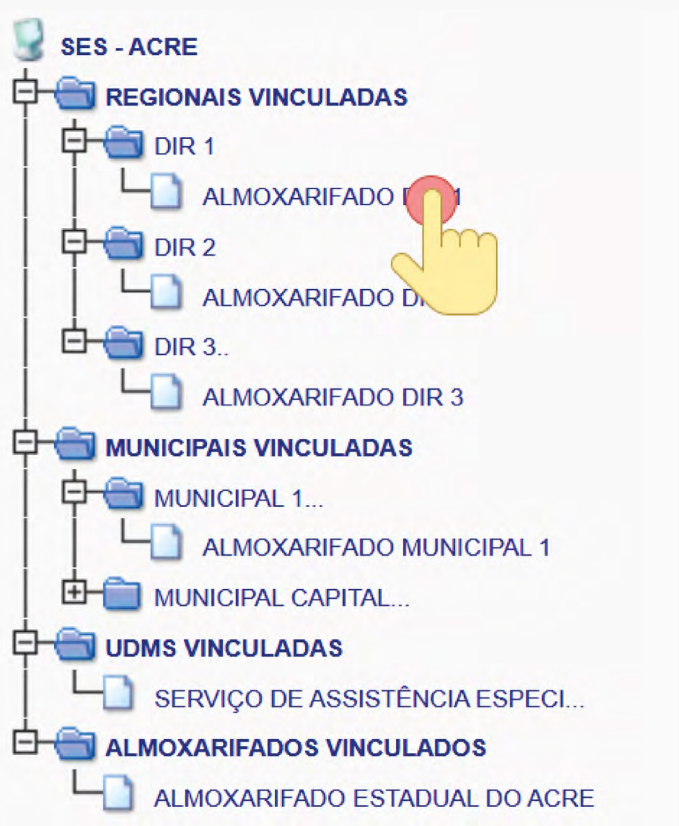 SES - ACRE
REGIONAIS VINCULADAS
DIR 1
ALMOXARIFADO 1
DIR 2
ALMOXARIFADO
DIR 3..
ALMOXARIFADO DIR 3
MUNICIPAIS VINCULADAS
MUNICIPAL 1...
ALMOXARIFADO MUNICIPAL 1
MUNICIPAL CAPITAL...
UDMS VINCULADAS
SERVIÇO DE ASSISTÊNCIA ESPECI...
ALMOXARIFADOS VINCULADOS
ALMOXARIFADO ESTADUAL DO ACRE